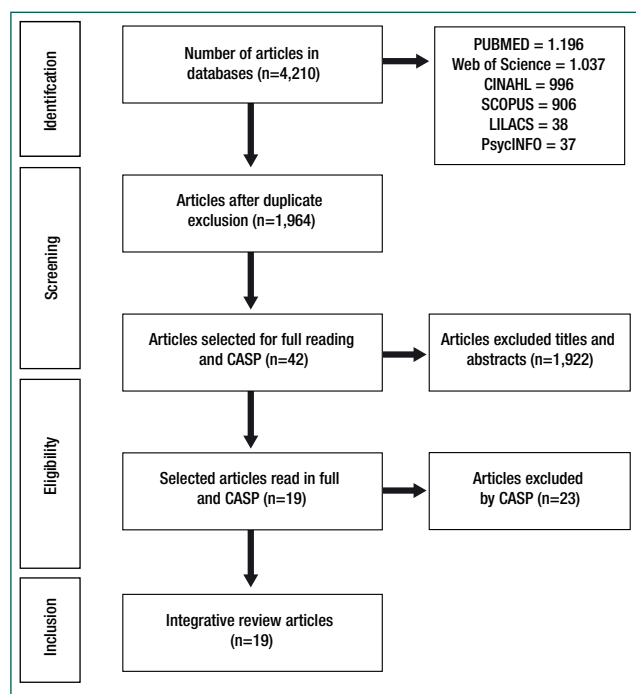 Identifcation
Number of articles in
databases (n=4,210)
PUBMED = 1.196
Web of Science = 1.037
CINAHL = 996
SCOPUS = 906
LILACS = 38
PsycINFO = 37
Screening
Articles after duplicate
exclusion (n=1,964)
Articles selected for full reading
and CASP (n=42)
Articles excluded titles and
abstracts (n=1,922)
Eligibility
Selected articles read in full
and CASP (n=19)
Articles excluded
by CASP (n=23)
Inclusion
Integrative review articles
(n=19)